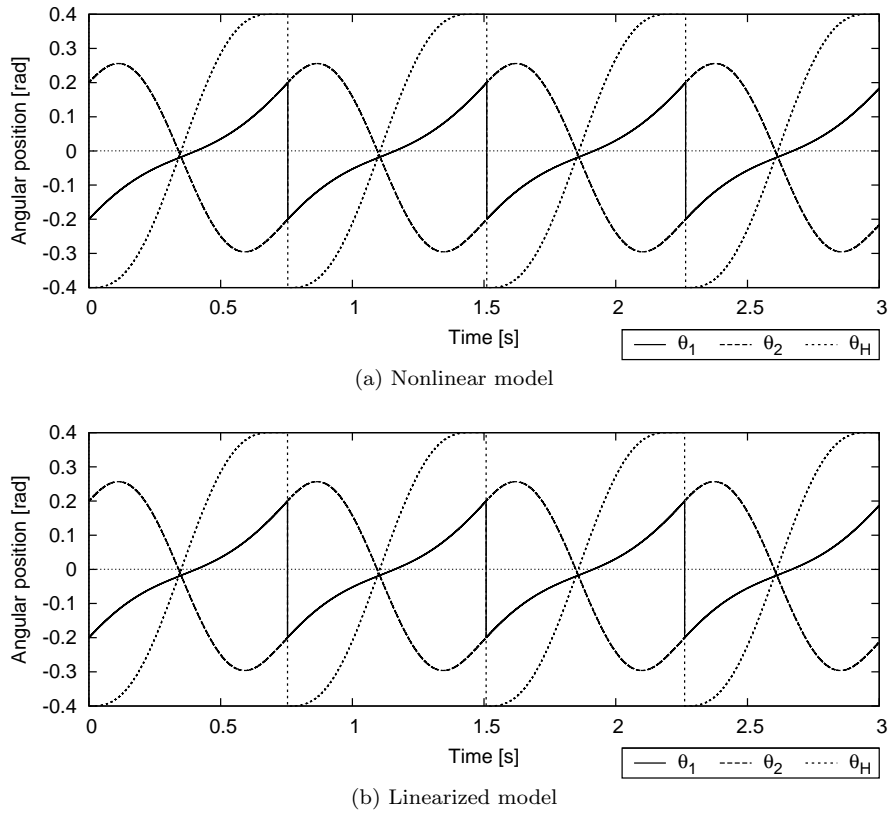 0.4
0.3
0.2
0.1
0
-0.1
-0.2
-0.3
-0.4
Angular position [rad]
0 0.5 1 1.5 2 2.5 3
Time [s]
θ1 θ2 θH
(a) Nonlinear model
0.4
0.3
0.2
0.1
0
-0.1
-0.2
-0.3
-0.4
Angular position [rad]
0 0.5 1 1.5 2 2.5 3
Time [s]
θ1 θ2 θH
(b) Linearized model